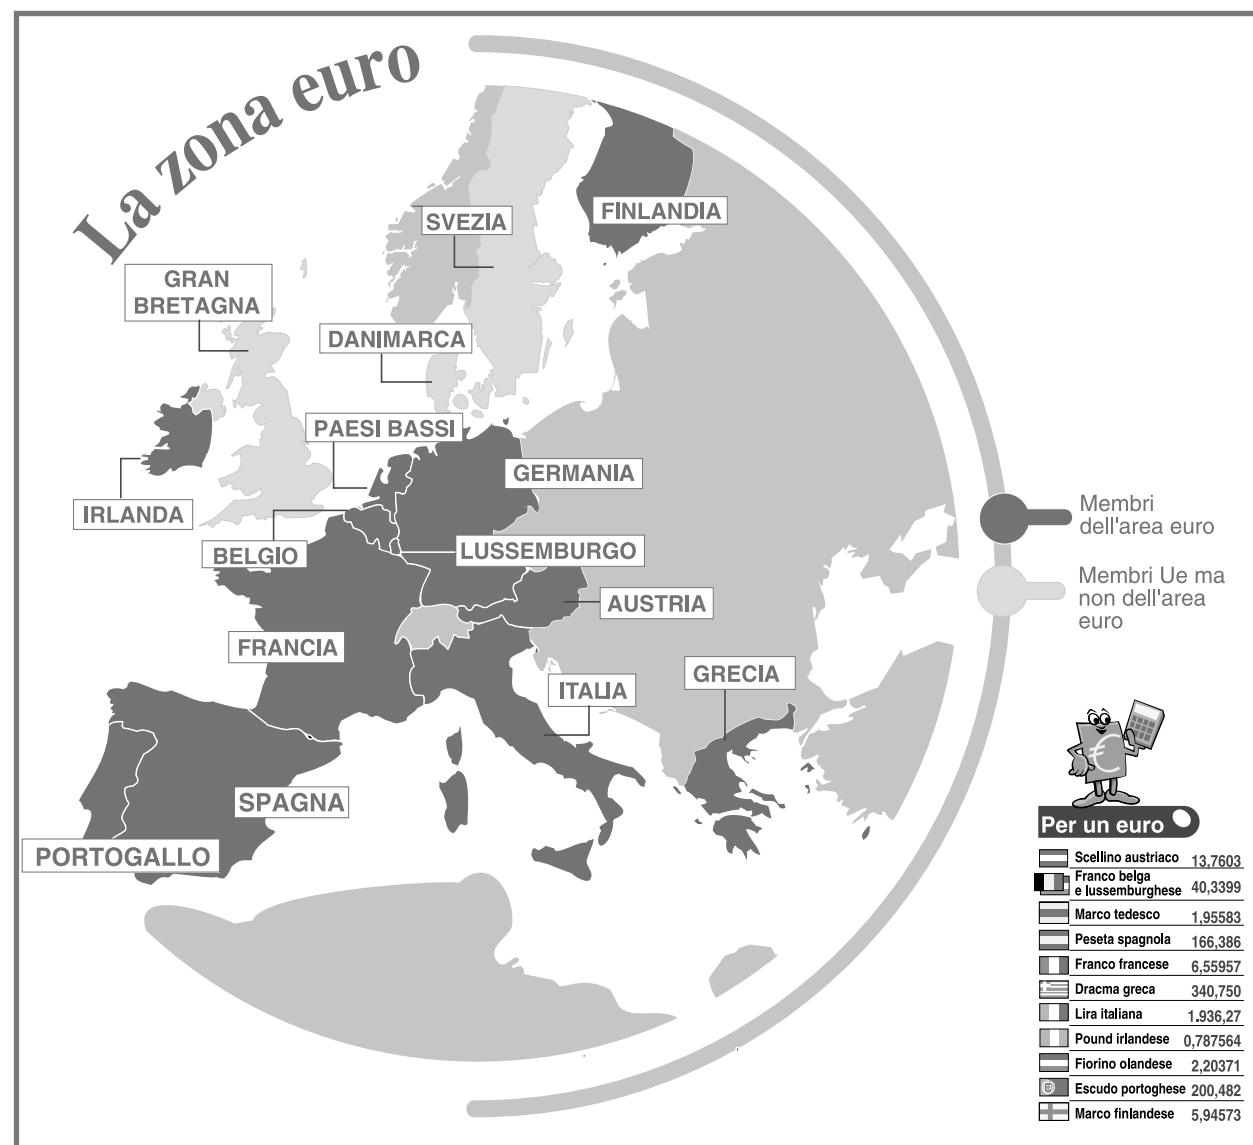 La zona euro
SVEZIA
FINLANDIA
GRAN
BRETAGNA
DANIMARCA
PAESI BASSI
GERMANIA
IRLANDA
BELGIO
LUSSEMBURGO
AUSTRIA
FRANCIA
ITALIA
GRECIA
SPAGNA
PORTOGALLO
Membri
dell'area euro
Membri Ue ma
non dell'area
euro
€
Per un euro
Scellino austriaco 13,7603
Franco belga
e lussemburghese 40,3399
Marco tedesco 1,95583
Peseta spagnola 166,386
Franco francese 6,55957
Dracma greca 340,750
Lira italiana 1.936,27
Pound irlandese 0,787564
Fiorino olandese 2,20371
Escudo portoghese 200,482
Marco finlandese 5,94573